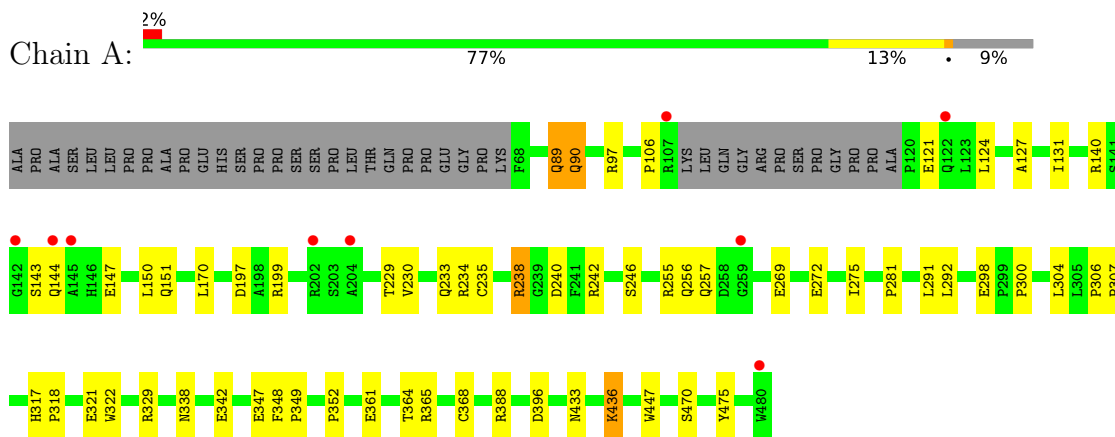 2%
Chain A:
77% 13% • 9%
ALA PRO ALA SER LEU LEU PRO PRO ALA PRO GLU HIS SER PRO PRO SER SER PRO LEU THR GLN PRO PRO GLU GLY PRO LYS F68 Q89 Q90 R97 P106 R107 LYS LEU GLN GLY ARG PRO SER PRO GLY PRO PRO ALA P120 E121 Q122 L123 L124 A127 I131 R140 S141
G142 S143 Q144 A145 H146 E147 L150 Q151 L170 D197 A198 R199 R202 S203 A204 T229 V230 Q233 R234 C235 R238 G239 D240 F241 R242 S246 R255 Q256 Q257 D258 G259 E269 E272 I275 P281 L291 L292 E298 P299 P300 L304 L305 P306 P307
H317 P318 E321 W322 R329 N338 E342 E347 F348 P349 P352 E361 T364 R365 C368 R388 D396 N433 K436 W447 S470 Y475 W480